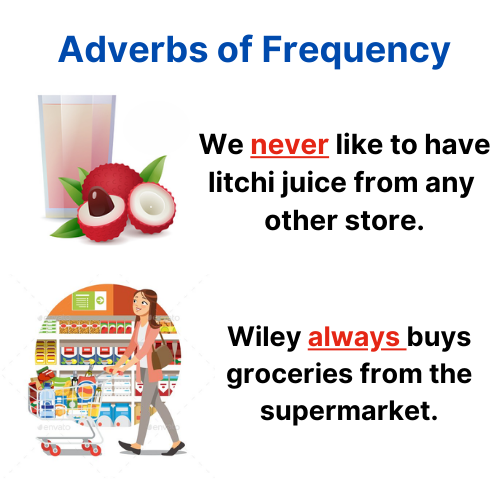 Adverbs of Frequency
We never like to have
litchi juice from any
other store.
Wiley always buys
groceries from the
supermarket.